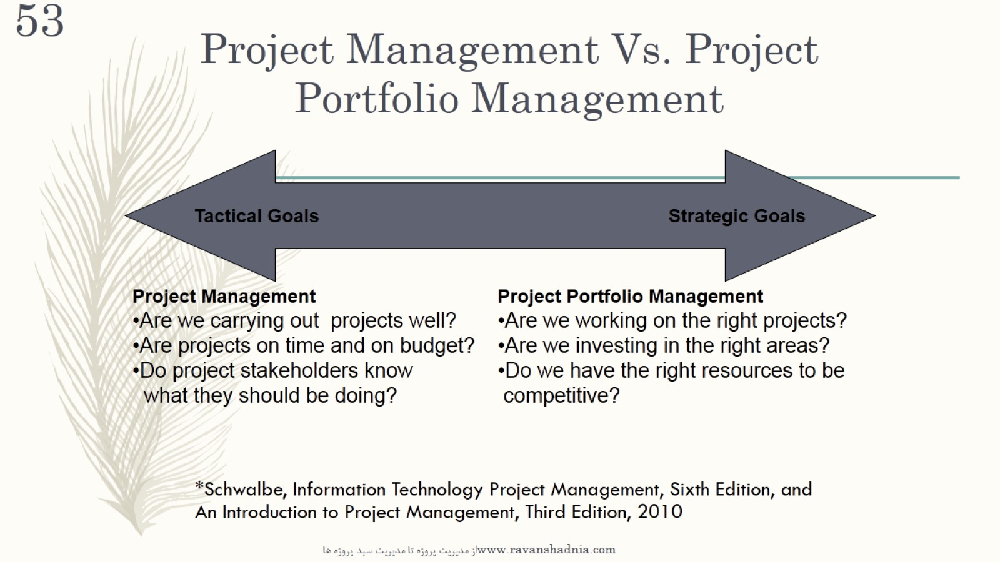 53
Project Management Vs. Project
Portfolio Management
Tactical Goals
Strategic Goals
Project Management
•Are we carrying out  projects well?
•Are projects on time and on budget?
•Do project stakeholders know
what they should be doing?
Project Portfolio Management
•Are we working on the right projects?
•Are we investing in the right areas?
•Do we have the right resources to be
competitive?
*Schwalbe, Information Technology Project Management, Sixth Edition, and
An Introduction to Project Management, Third Edition, 2010
از مدیریت پروژه تا مدیریت سبد پروژه ها www.ravanshadnia.com